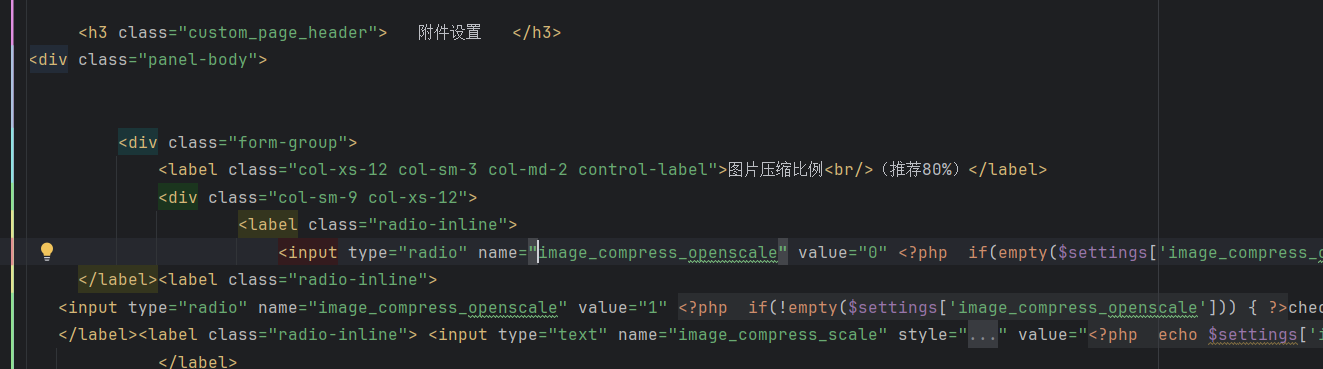 <h3 class="custom_page_header">   附件设置   </h3>
<div class="panel-body">
<div class="form-group">
<label class="col-xs-12 col-sm-3 col-md-2 control-label">图片压缩比例<br/>（推荐80%）</label>
<div class="col-sm-9 col-xs-12">
<label class="radio-inline">
<input type="radio" name="image_compress_openscale" value="0" <?php  if(empty($settings['image_compress_
</label><label class="radio-inline">
<input type="radio" name="image_compress_openscale" value="1" <?php  if(!empty($settings['image_compress_openscale'])) { ?>chec
</label><label class="radio-inline"> <input type="text" name="image_compress_scale" style="..." value="<?php  echo $settings['i
</label>